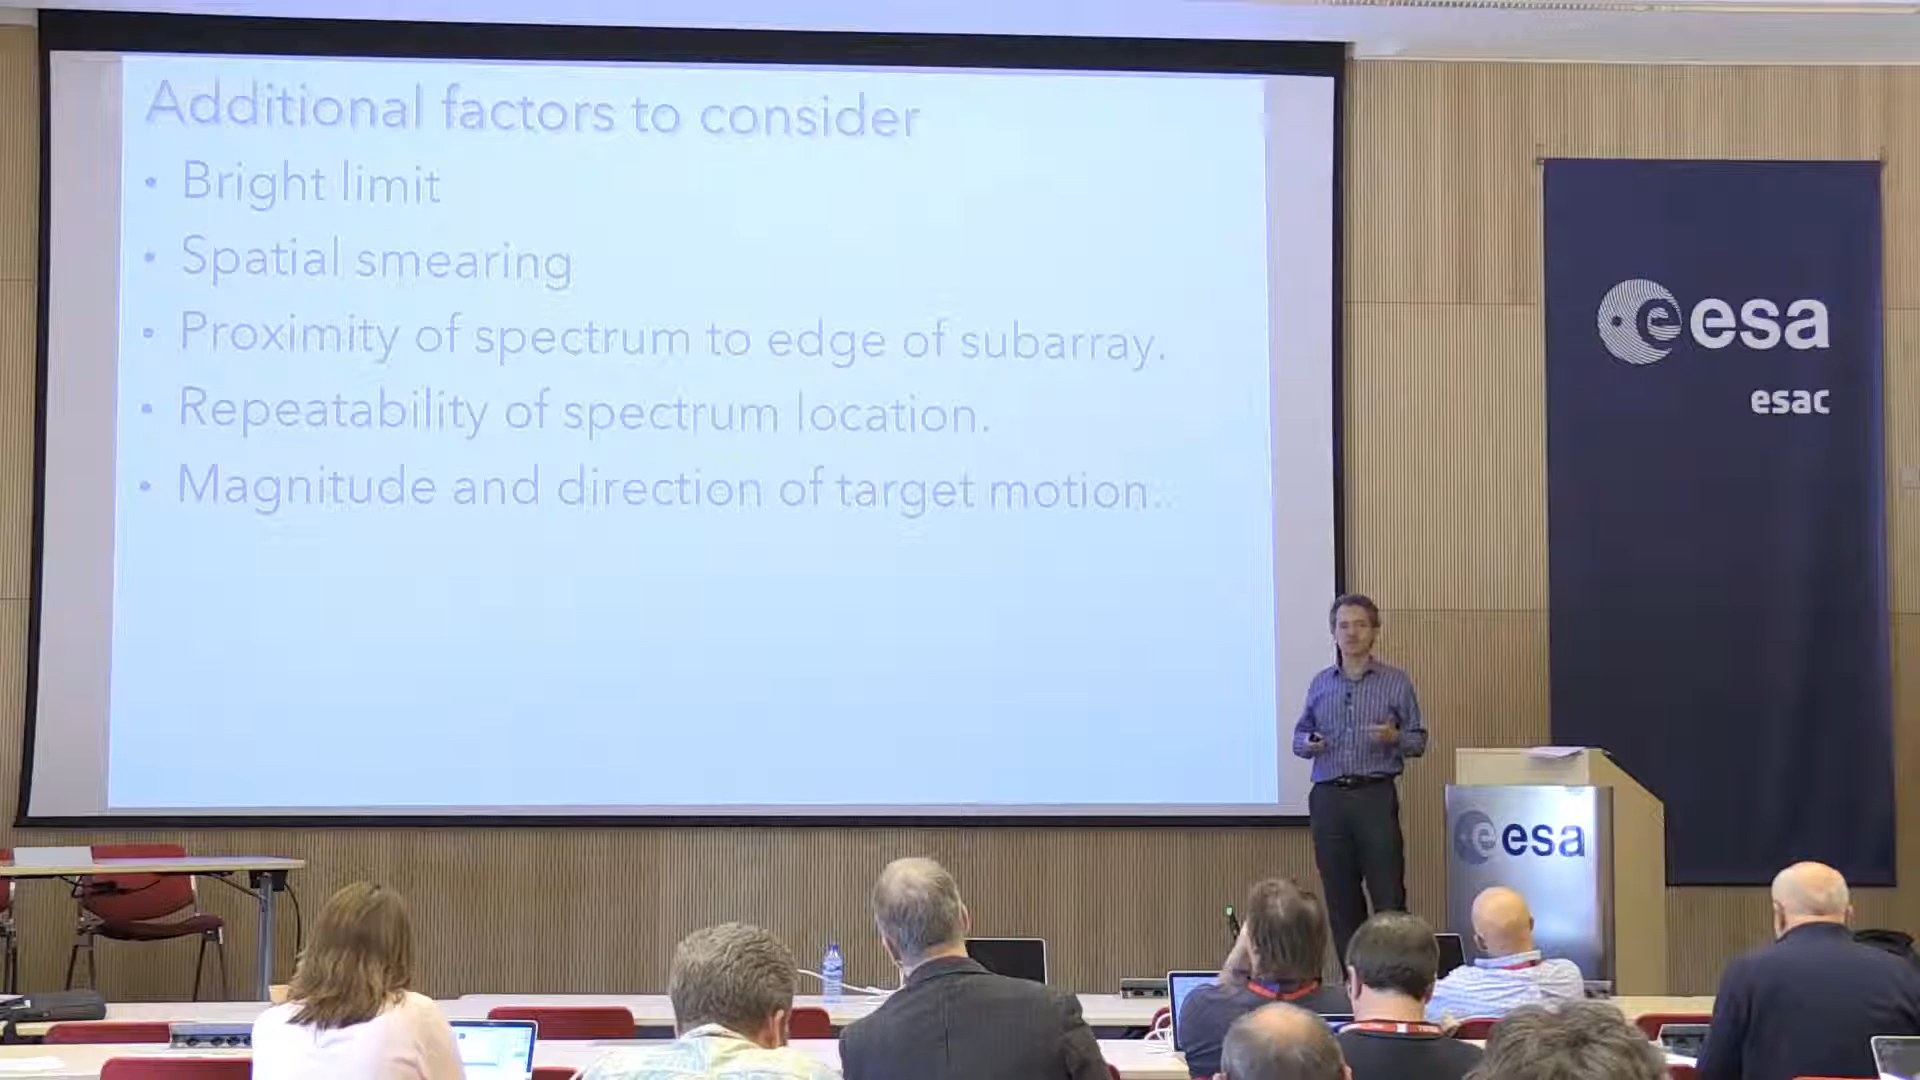 Additional factors to consider
• Bright limit
• Spatial smearing
• Proximity of spectrum to edge of subarray.
• Repeatability of spectrum location.
• Magnitude and direction of target motion..
esa
esac
esa